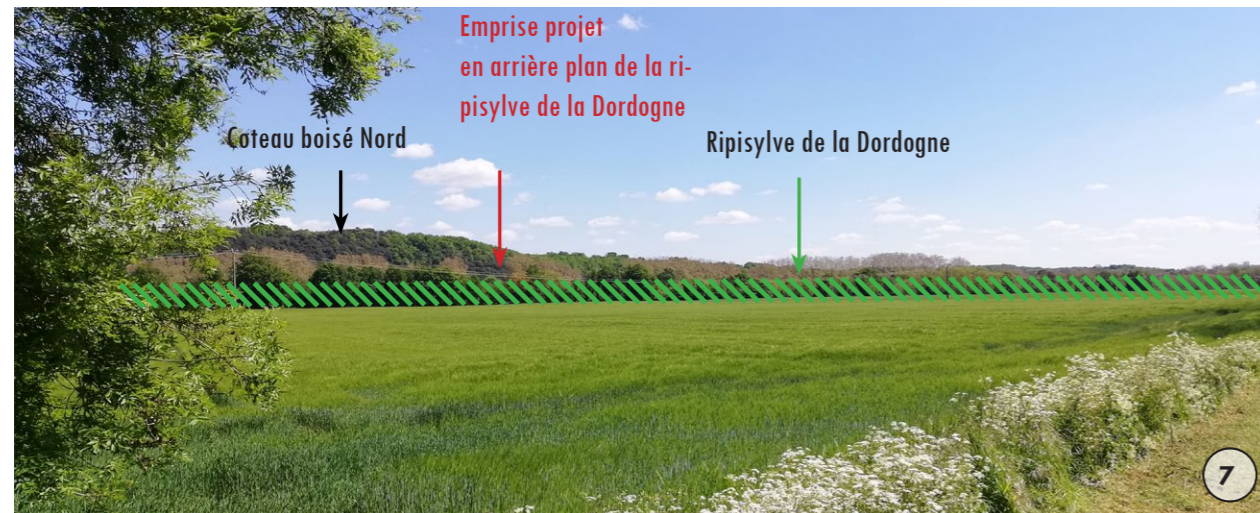 Emprise projet
en arrière plan de la ri-
pisylve de la Dordogne
Coteau boisé Nord
Ripisylve de la Dordogne
7